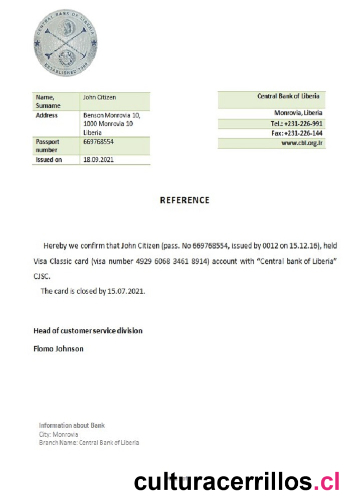 CENTRAL BANK OF LIBERIA
ESTABLISHED 1999
Name, Surname John Citizen
Address Benson Monrovia 10, 1000 Monrovia 10 Liberia
Passport number 669768554
Issued on 18.09.2021
Central Bank of Liberia
Monrovia, Liberia
Tel.: +231-226-991
Fax: +231-226-144
www.cbl.org.lr
REFERENCE
Hereby we confirm that John Citizen (pass. No 669768554, issued by 0012 on 15.12.16), held
Visa Classic card (visa number 4929 6068 3461 8914) account with "Central bank of Liberia"
CJSC.
The card is closed by 15.07.2021.
Head of customer service division
Flomo Johnson
Information about Bank
City: Monrovia
Branch Name: Central Bank of Liberia
culturacerrillos.cl